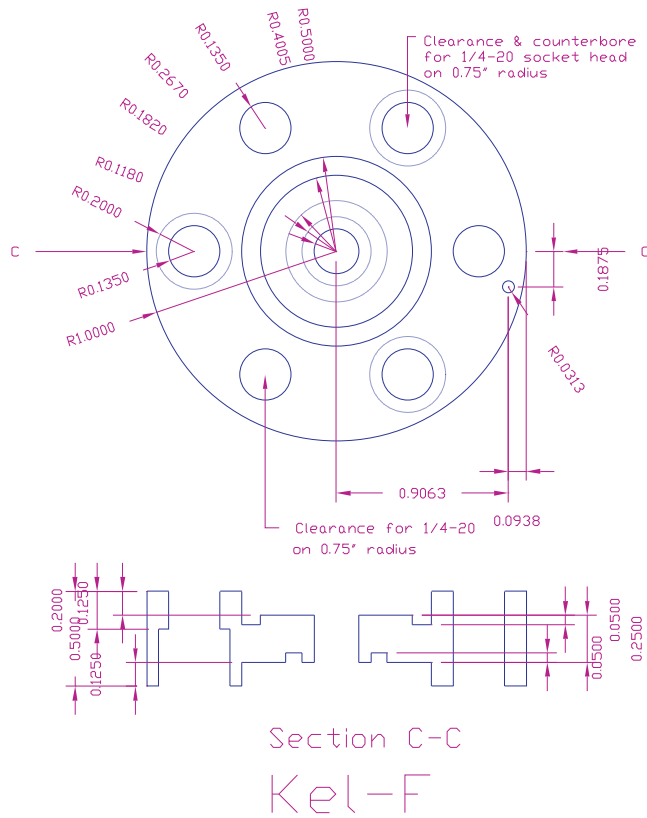 R0.5000
R0.4005
R0.1350
R0.2670
R0.1820
R0.1180
R0.2000
R0.1350
R1.0000
Clearance & counterbore
for 1/4-20 socket head
on 0.75" radius
C
C
0.1875
R0.0313
0.9063
0.0938
Clearance for 1/4-20
on 0.75" radius
0.2000
0.5000
0.1250
0.1250
0.0500
0.0500
0.2500
Section C-C
Kel-F